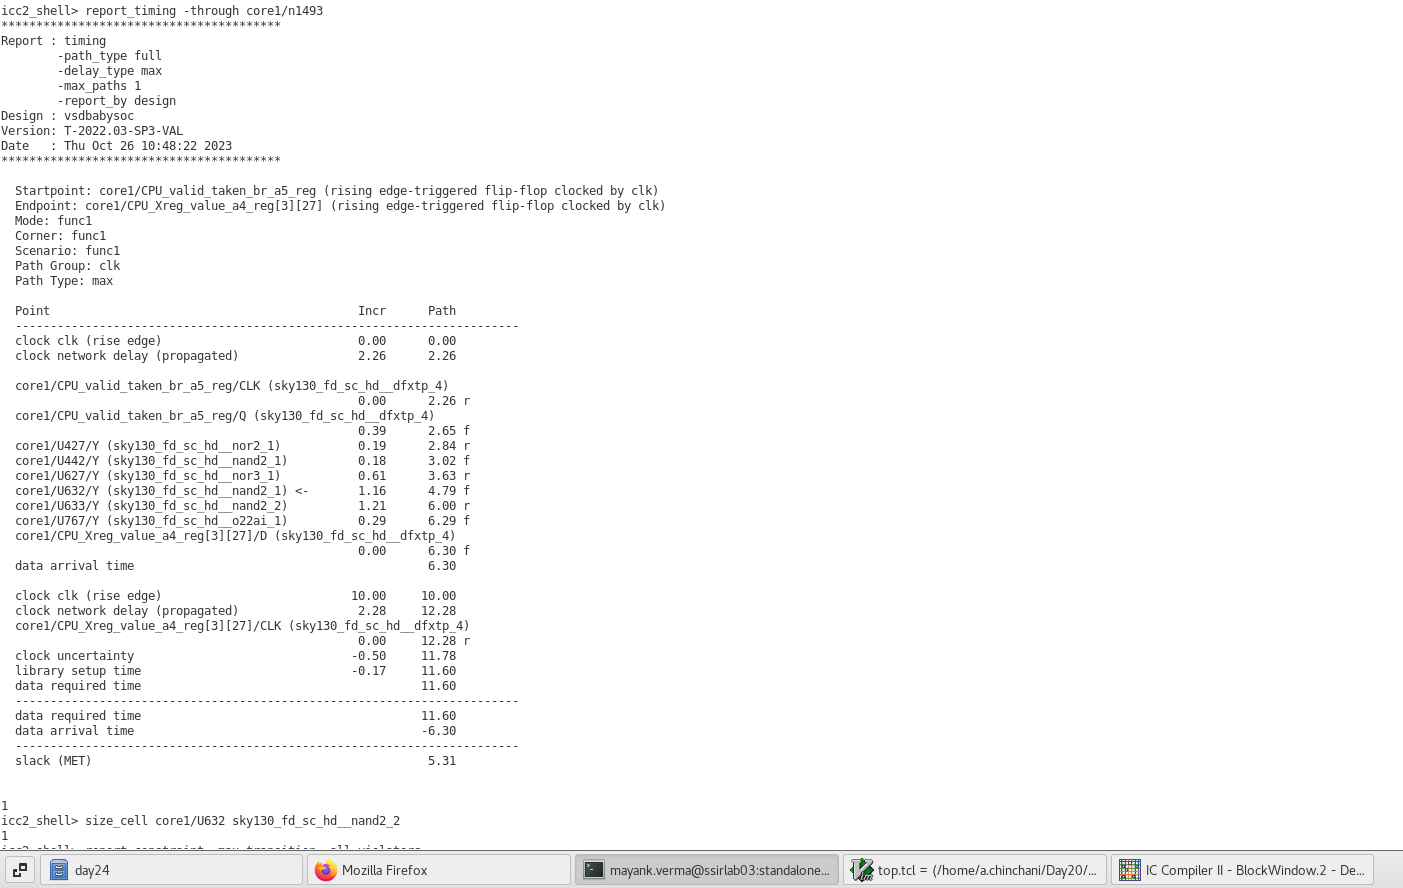 icc2_shell> report_timing -through core1/n1493
****************************************
Report : timing
        -path_type full
        -delay_type max
        -max_paths 1
        -report_by design
Design : vsdbabysoc
Version: T-2022.03-SP3-VAL
Date   : Thu Oct 26 10:48:22 2023
****************************************
  Startpoint: core1/CPU_valid_taken_br_a5_reg (rising edge-triggered flip-flop clocked by clk)
  Endpoint: core1/CPU_Xreg_value_a4_reg[3][27] (rising edge-triggered flip-flop clocked by clk)
  Mode: func1
  Corner: func1
  Scenario: func1
  Path Group: clk
  Path Type: max
  Point                                            Incr      Path
  ------------------------------------------------------------------------
  clock clk (rise edge)                            0.00      0.00
  clock network delay (propagated)                 2.26      2.26
  core1/CPU_valid_taken_br_a5_reg/CLK (sky130_fd_sc_hd__dfxtp_4)
                                                   0.00      2.26 r
  core1/CPU_valid_taken_br_a5_reg/Q (sky130_fd_sc_hd__dfxtp_4)
                                                   0.39      2.65 f
  core1/U427/Y (sky130_fd_sc_hd__nor2_1)           0.19      2.84 r
  core1/U442/Y (sky130_fd_sc_hd__nand2_1)          0.18      3.02 f
  core1/U627/Y (sky130_fd_sc_hd__nor3_1)           0.61      3.63 r
  core1/U632/Y (sky130_fd_sc_hd__nand2_1) <-       1.16      4.79 f
  core1/U633/Y (sky130_fd_sc_hd__nand2_2)          1.21      6.00 r
  core1/U767/Y (sky130_fd_sc_hd__o22ai_1)          0.29      6.29 f
  core1/CPU_Xreg_value_a4_reg[3][27]/D (sky130_fd_sc_hd__dfxtp_4)
                                                   0.00      6.30 f
  data arrival time                                          6.30
  clock clk (rise edge)                           10.00     10.00
  clock network delay (propagated)                 2.28     12.28
  core1/CPU_Xreg_value_a4_reg[3][27]/CLK (sky130_fd_sc_hd__dfxtp_4)
                                                   0.00     12.28 r
  clock uncertainty                               -0.50     11.78
  library setup time                              -0.17     11.60
  data required time                                        11.60
  ------------------------------------------------------------------------
  data required time                                        11.60
  data arrival time                                         -6.30
  ------------------------------------------------------------------------
  slack (MET)                                                5.31
1
icc2_shell> size_cell core1/U632 sky130_fd_sc_hd__nand2_2
1
icc2_shell> report_constraint -max_transition -all_violators
day24
Mozilla Firefox
mayank.verma@ssirlab03:standalone...
top.tcl = (/home/a.chinchani/Day20/...
IC Compiler II - BlockWindow.2 - De...